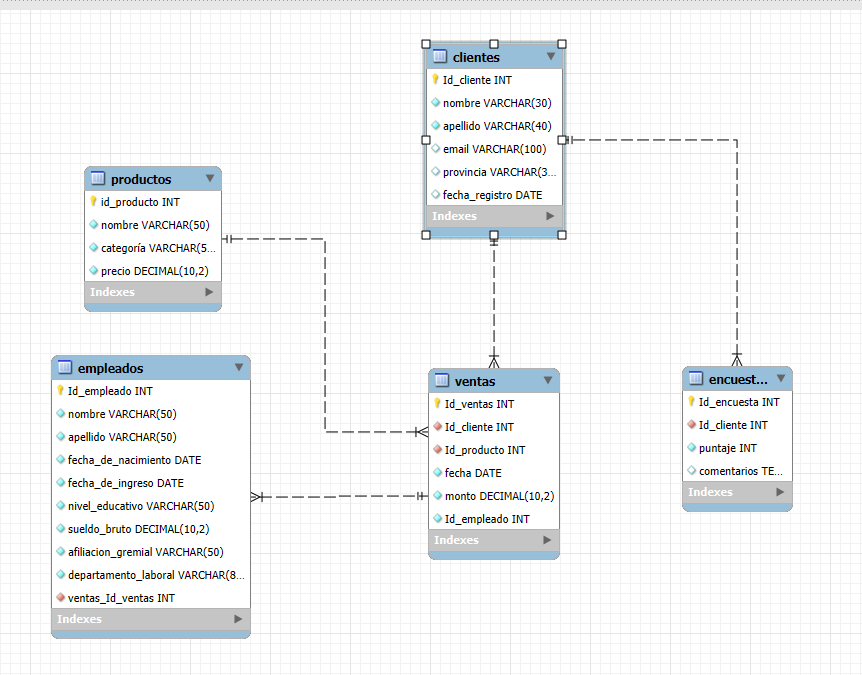 clientes
Id_cliente INT
nombre VARCHAR(30)
apellido VARCHAR(40)
email VARCHAR(100)
provincia VARCHAR(3...
fecha_registro DATE
Indexes
productos
id_producto INT
nombre VARCHAR(50)
categoría VARCHAR(5...
precio DECIMAL(10,2)
Indexes
empleados
Id_empleado INT
nombre VARCHAR(50)
apellido VARCHAR(50)
fecha_de_nacimiento DATE
fecha_de_ingreso DATE
nivel_educativo VARCHAR(50)
sueldo_bruto DECIMAL(10,2)
afiliacion_gremial VARCHAR(50)
departamento_laboral VARCHAR(8...
ventas_Id_ventas INT
Indexes
ventas
Id_ventas INT
Id_cliente INT
Id_producto INT
fecha DATE
monto DECIMAL(10,2)
Id_empleado INT
Indexes
encuest...
Id_encuesta INT
Id_cliente INT
puntaje INT
comentarios TE...
Indexes